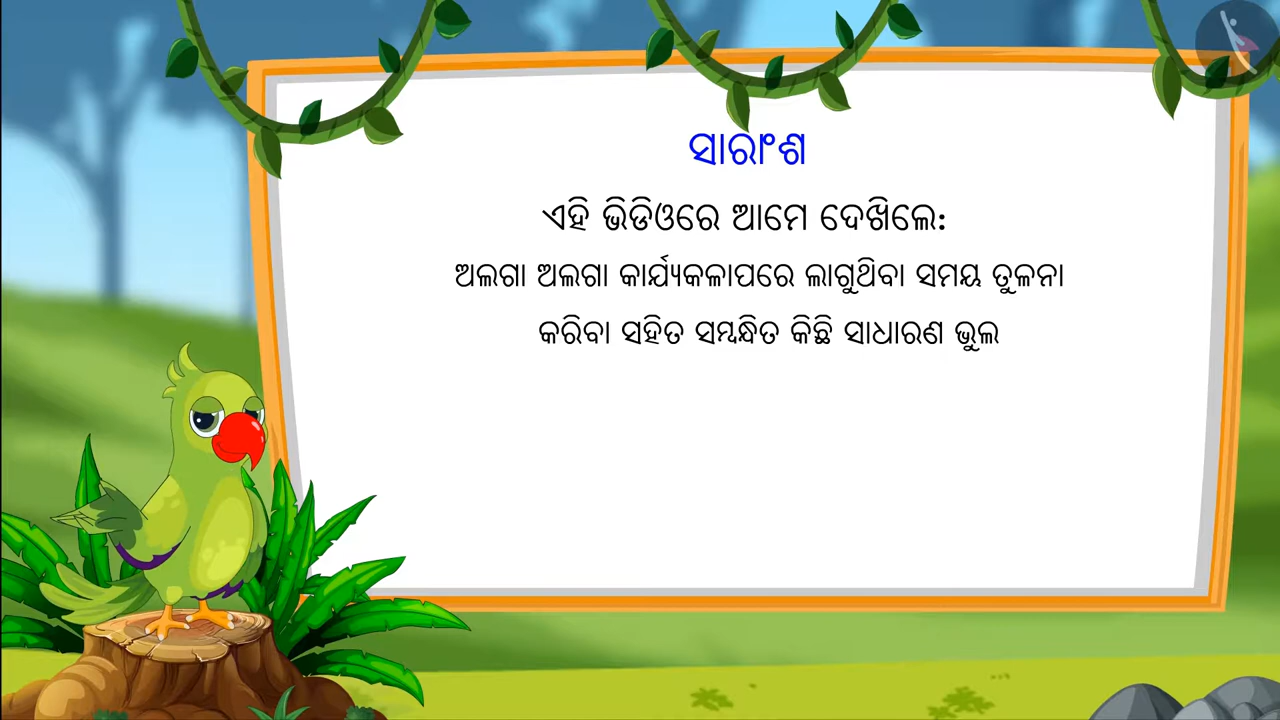 ସାରାଂଶ
ଏହି ଭିଡିଓରେ ଆମେ ଦେଖିଲେ:
ଅଲଗା ଅଲଗା କାର୍ଯ୍ୟକଳାପରେ ଲାଗୁଥିବା ସମୟ ତୁଳନା
କରିବା ସହିତ ସମ୍ବନ୍ଧିତ କିଛି ସାଧାରଣ ଭୁଲ